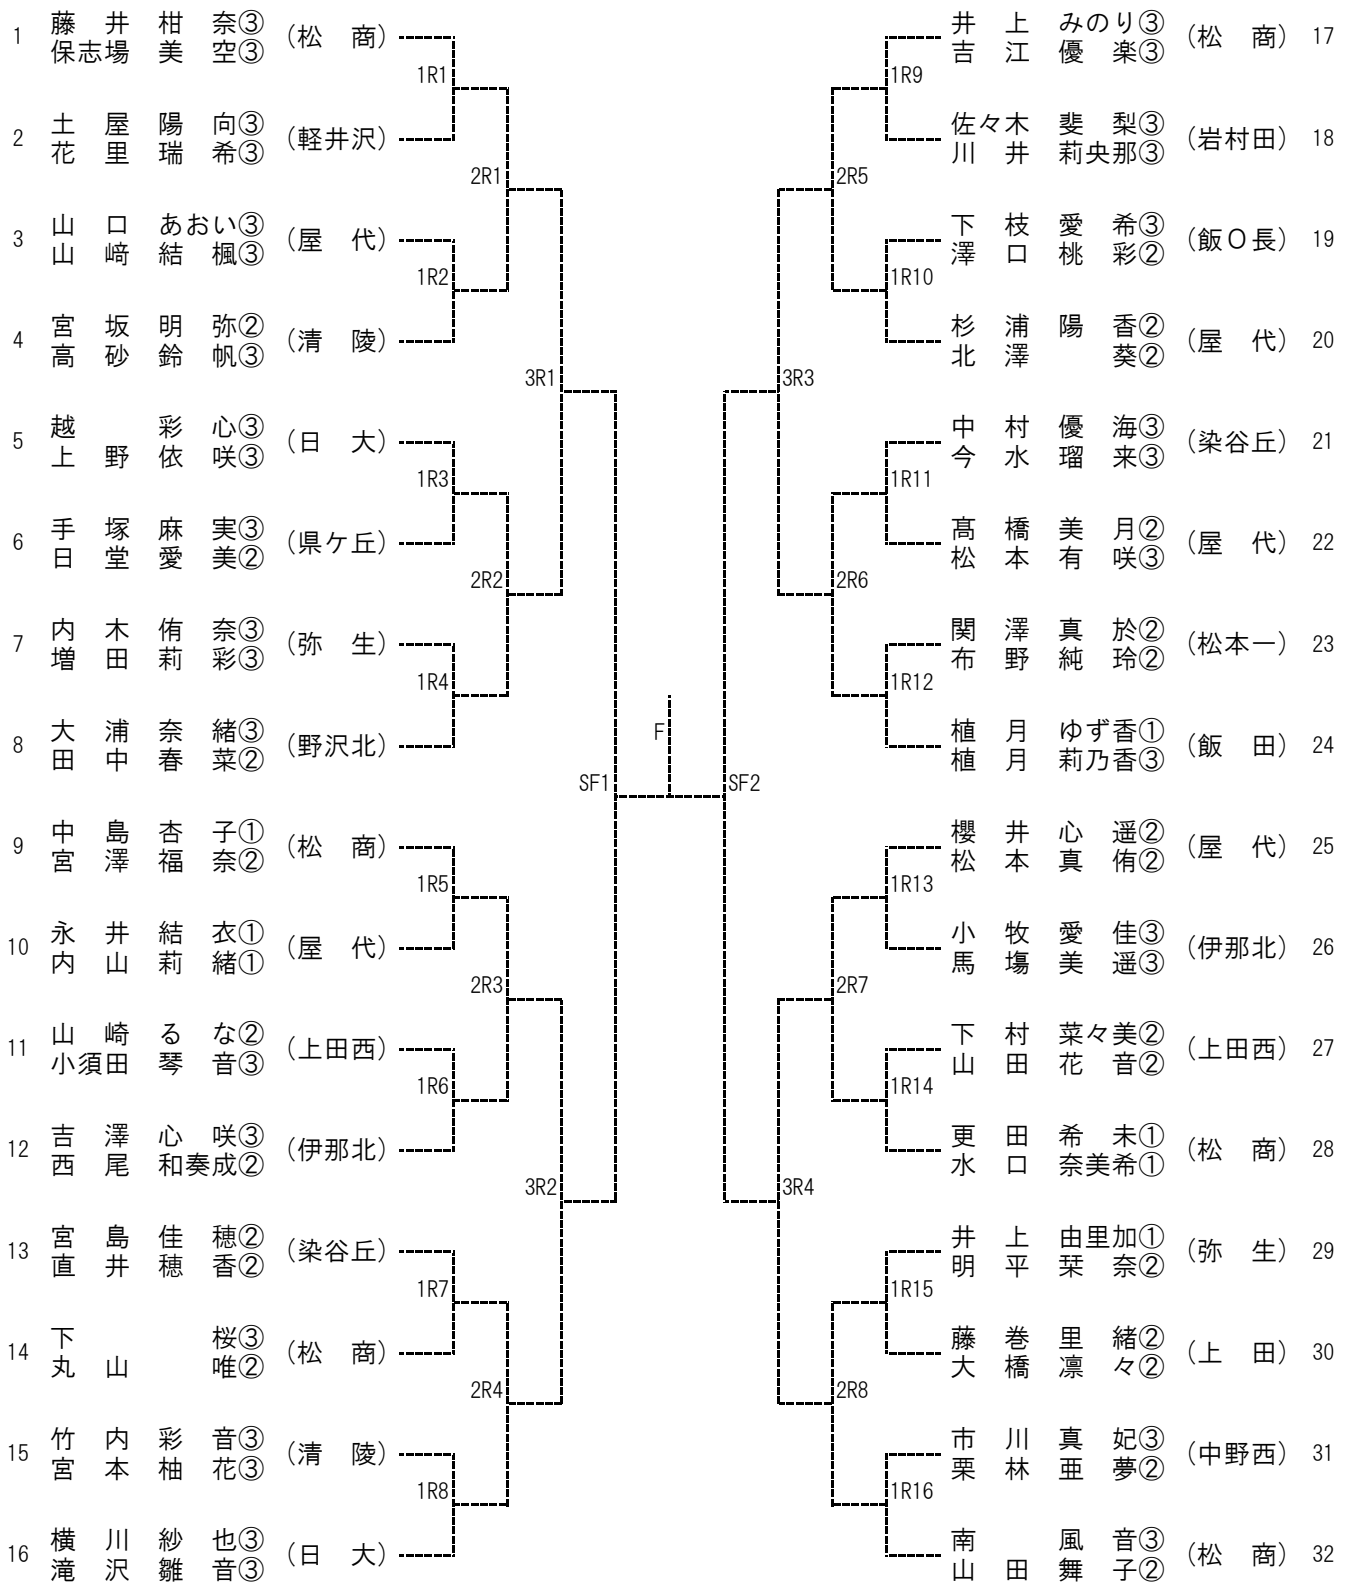 1 藤井柑奈③ (松商)
保志場美空③
1R1
2 土屋陽向③ (軽井沢)
花里瑞希③
2R1
3 山口あおい③ (屋代)
山﨑結楓③
1R2
4 宮坂明弥② (清陵)
高砂鈴帆③
3R1
5 越彩心③ (日大)
上野依咲③
1R3
6 手塚麻実③ (県ケ丘)
日堂愛美②
2R2
7 内木侑奈③ (弥生)
増田莉彩③
1R4
8 大浦奈緒③ (野沢北)
田中春菜②
SF1
9 中島杏子① (松商)
宮澤福奈②
1R5
10 永井結衣① (屋代)
内山莉緒①
2R3
11 山崎るな② (上田西)
小須田琴音③
1R6
12 吉澤心咲③ (伊那北)
西尾和奏成②
3R2
13 宮島佳穂② (染谷丘)
直井穂香②
1R7
14 下桜③ (松商)
丸山唯②
2R4
15 竹内彩音③ (清陵)
宮本柚花③
1R8
16 横川紗也③ (日大)
滝沢雛音③
F
井上みのり③ (松商) 17
吉江優楽③
1R9
佐々木斐梨③ (岩村田) 18
川井莉央那③
2R5
下枝愛希③ (飯O長) 19
澤口桃彩②
1R10
杉浦陽香② (屋代) 20
北澤葵②
3R3
中村優海③ (染谷丘) 21
今水瑠来③
1R11
髙橋美月② (屋代) 22
松本有咲③
2R6
関澤真於② (松本一) 23
布野純玲②
1R12
植月ゆず香① (飯田) 24
植月莉乃香③
SF2
櫻井心遥② (屋代) 25
松本真侑②
1R13
小牧愛佳③ (伊那北) 26
馬塲美遥③
2R7
下村菜々美② (上田西) 27
山田花音②
1R14
更田希未① (松商) 28
水口奈美希①
3R4
井上由里加① (弥生) 29
明平栞奈②
1R15
藤巻里緒② (上田) 30
大橋凛々②
2R8
市川真妃③ (中野西) 31
栗林亜夢②
1R16
南風音③ (松商) 32
山田舞子②